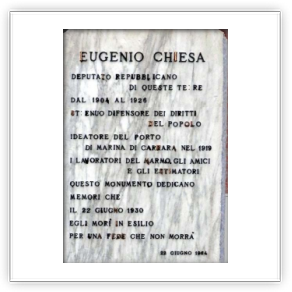 EUGENIO CHIESA
DEPUTATO REPUBBLICANO
DI QUESTE TERRE
DAL 1904 AL 1926
STRENUO DIFENSORE DEI DIRITTI
DEL POPOLO
IDEATORE DEL PORTO
DI MARINA DI CARRARA NEL 1919
I LAVORATORI DEL MARMO, GLI AMICI
E GLI ESTIMATORI
QUESTO MONUMENTO DEDICANO
MEMORI CHE
IL 22 GIUGNO 1930
EGLI MORÌ IN ESILIO
PER UNA FEDE CHE NON MORRÀ
GIUGNO